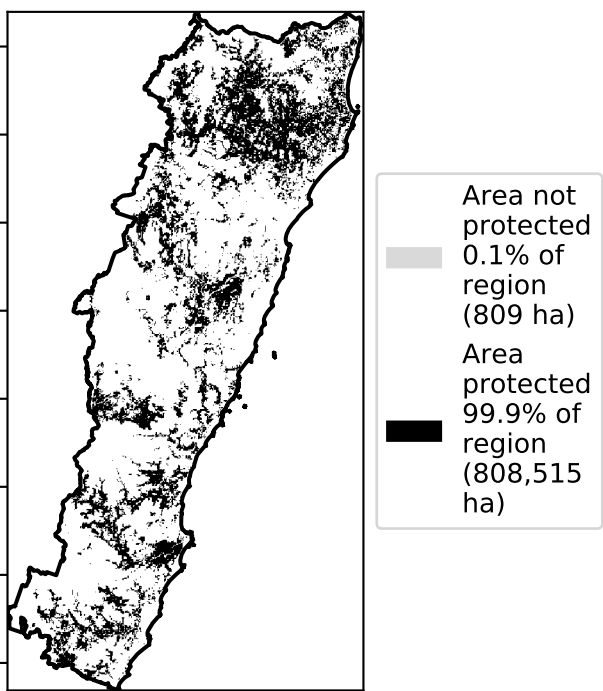 Area not
protected
0.1% of
region
(809 ha)
Area
protected
99.9% of
region
(808,515
ha)